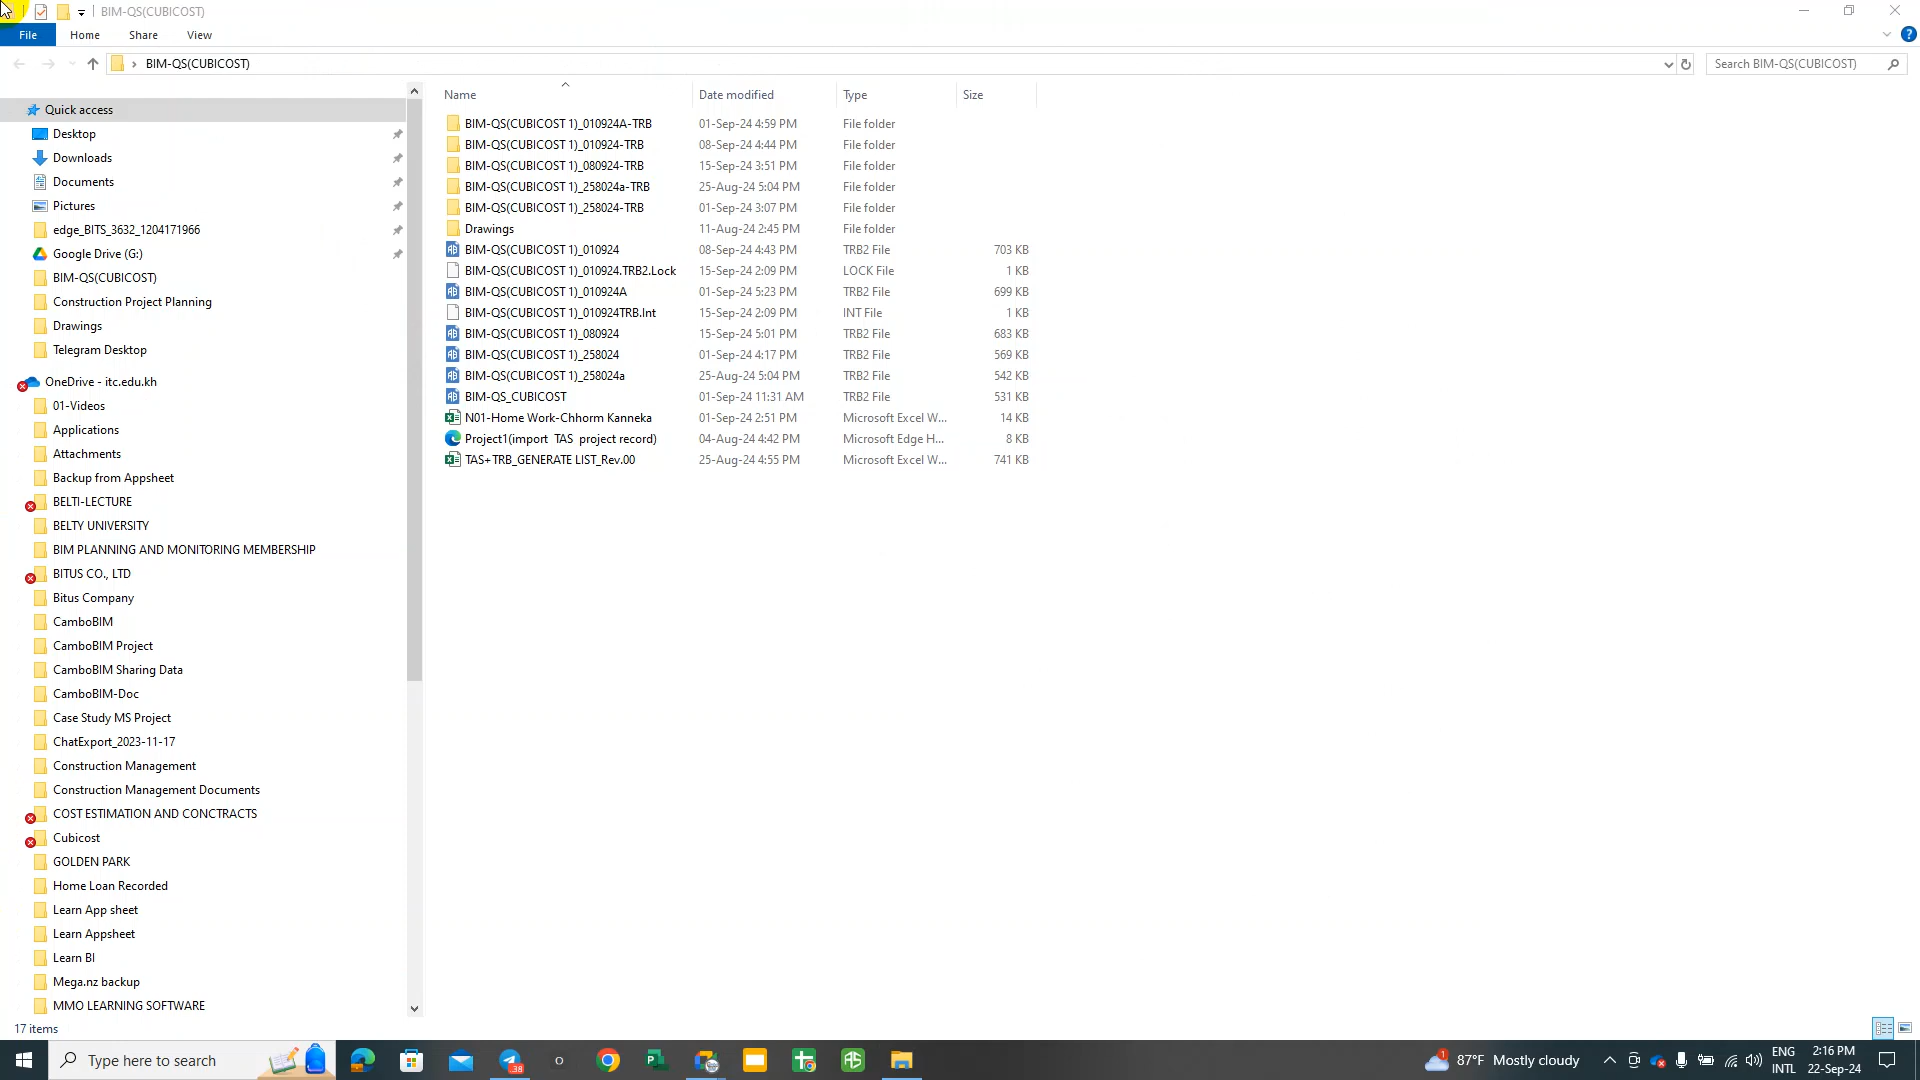 BIM-QS(CUBICOST)
File Home Share View
BIM-QS(CUBICOST)
Search BIM-QS(CUBICOST)
Name Date modified Type Size
Quick access
Desktop
Downloads
Documents
Pictures
edge_BITS_3632_1204171966
Google Drive (G:)
BIM-QS(CUBICOST)
Construction Project Planning
Drawings
Telegram Desktop
OneDrive - itc.edu.kh
01-Videos
Applications
Attachments
Backup from Appsheet
BELTI-LECTURE
BELTY UNIVERSITY
BIM PLANNING AND MONITORING MEMBERSHIP
BITUS CO., LTD
Bitus Company
CamboBIM
CamboBIM Project
CamboBIM Sharing Data
CamboBIM-Doc
Case Study MS Project
ChatExport_2023-11-17
Construction Management
Construction Management Documents
COST ESTIMATION AND CONCTRACTS
Cubicost
GOLDEN PARK
Home Loan Recorded
Learn App sheet
Learn Appsheet
Learn BI
Mega.nz backup
MMO LEARNING SOFTWARE
BIM-QS(CUBICOST 1)_010924A-TRB 01-Sep-24 4:59 PM File folder
BIM-QS(CUBICOST 1)_010924-TRB 08-Sep-24 4:44 PM File folder
BIM-QS(CUBICOST 1)_080924-TRB 15-Sep-24 3:51 PM File folder
BIM-QS(CUBICOST 1)_258024a-TRB 25-Aug-24 5:04 PM File folder
BIM-QS(CUBICOST 1)_258024-TRB 01-Sep-24 3:07 PM File folder
Drawings 11-Aug-24 2:45 PM File folder
BIM-QS(CUBICOST 1)_010924 08-Sep-24 4:43 PM TRB2 File 703 KB
BIM-QS(CUBICOST 1)_010924.TRB2.Lock 15-Sep-24 2:09 PM LOCK File 1 KB
BIM-QS(CUBICOST 1)_010924A 01-Sep-24 5:23 PM TRB2 File 699 KB
BIM-QS(CUBICOST 1)_010924TRB.Int 15-Sep-24 2:09 PM INT File 1 KB
BIM-QS(CUBICOST 1)_080924 15-Sep-24 5:01 PM TRB2 File 683 KB
BIM-QS(CUBICOST 1)_258024 01-Sep-24 4:17 PM TRB2 File 569 KB
BIM-QS(CUBICOST 1)_258024a 25-Aug-24 5:04 PM TRB2 File 542 KB
BIM-QS_CUBICOST 01-Sep-24 11:31 AM TRB2 File 531 KB
N01-Home Work-Chhorm Kanneka 01-Sep-24 2:51 PM Microsoft Excel W... 14 KB
Project1(import TAS project record) 04-Aug-24 4:42 PM Microsoft Edge H... 8 KB
TAS+TRB_GENERATE LIST_Rev.00 25-Aug-24 4:55 PM Microsoft Excel W... 741 KB
17 items
Type here to search
38
1
87°F Mostly cloudy
ENG
INTL
2:16 PM
22-Sep-24